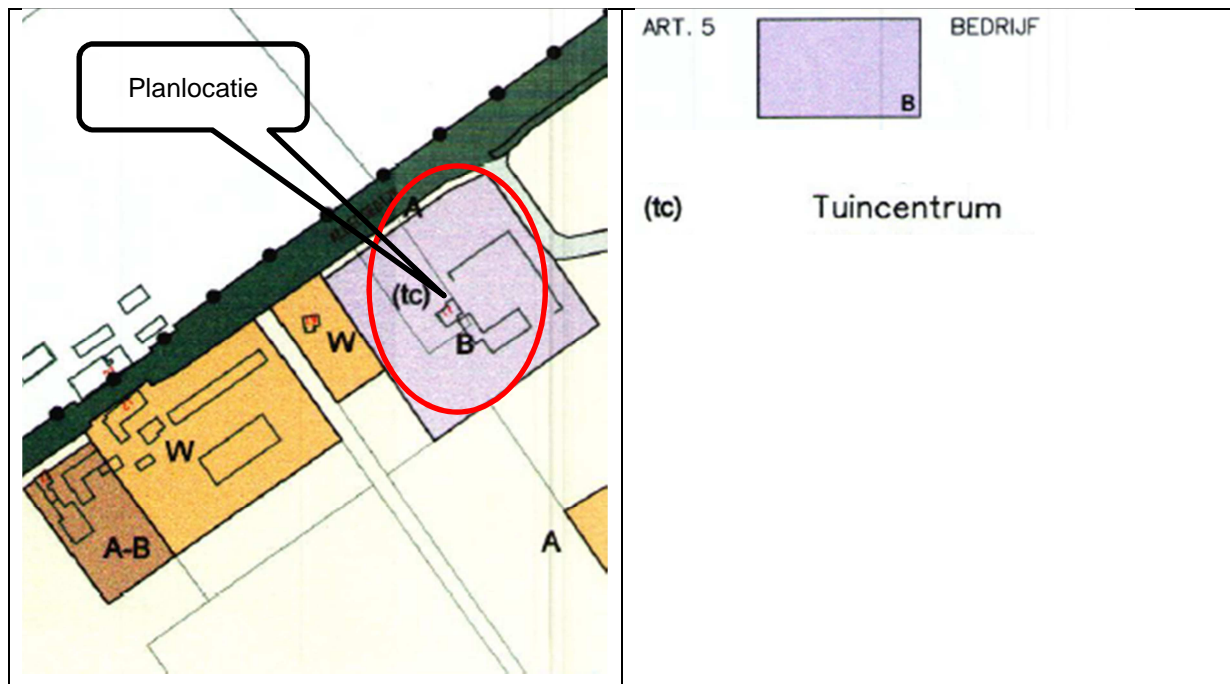 Planlocatie
A
(tc)
B
W
W
A-B
A
ART. 5
BEDRIJF
B
(tc)
Tuincentrum